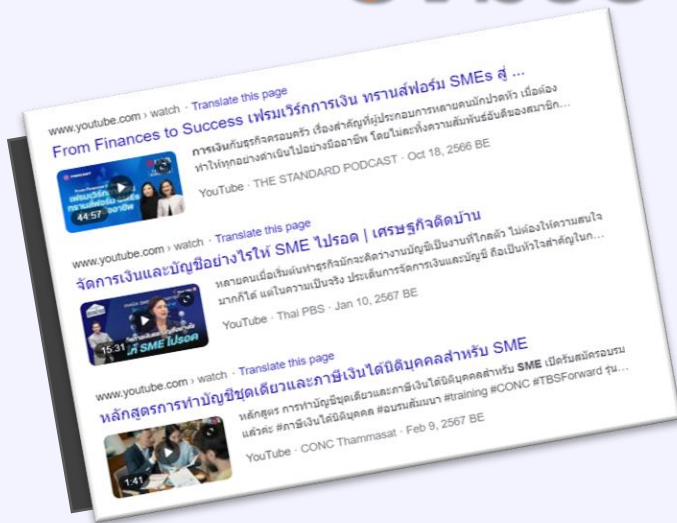 www.youtube.com › watch · Translate this page
From Finances to Success เฟรมเวิร์กการเงิน ทรานส์ฟอร์ม SMEs สู่ ...
การเงินกับธุรกิจครอบครัว เรื่องสำคัญที่ผู้ประกอบการหลายคนมักปวดหัว เมื่อต้อง
ทำให้ทุกอย่างดำเนินไปอย่างมืออาชีพ โดยไม่ละทิ้งความสัมพันธ์อันดีของสมาชิก...
44:57
YouTube · THE STANDARD PODCAST · Oct 18, 2566 BE
www.youtube.com › watch · Translate this page
จัดการเงินและบัญชีอย่างไรให้ SME ไปรอด | เศรษฐกิจติดบ้าน
หลายคนเมื่อเริ่มต้นทำธุรกิจมักจะคิดว่างานบัญชีเป็นงานที่ไกลตัว ไม่ต้องให้ความสนใจ
มากก็ได้ แต่ในความเป็นจริง ประเด็นการจัดการเงินและบัญชี ถือเป็นหัวใจสำคัญในก...
ให้ SME ไปรอด
15:31
YouTube · Thai PBS · Jan 10, 2567 BE
www.youtube.com › watch · Translate this page
หลักสูตรการทำบัญชีชุดเดียวและภาษีเงินได้นิติบุคคลสำหรับ SME
หลักสูตร การทำบัญชีชุดเดียวและภาษีเงินได้นิติบุคคลสำหรับ SME เปิดรับสมัครอบรม
แล้วค่ะ #ภาษีเงินได้นิติบุคคล #อบรมสัมมนา #training #CONC #TBSForward รุ่น...
1:41
YouTube · CONC Thammasat · Feb 9, 2567 BE